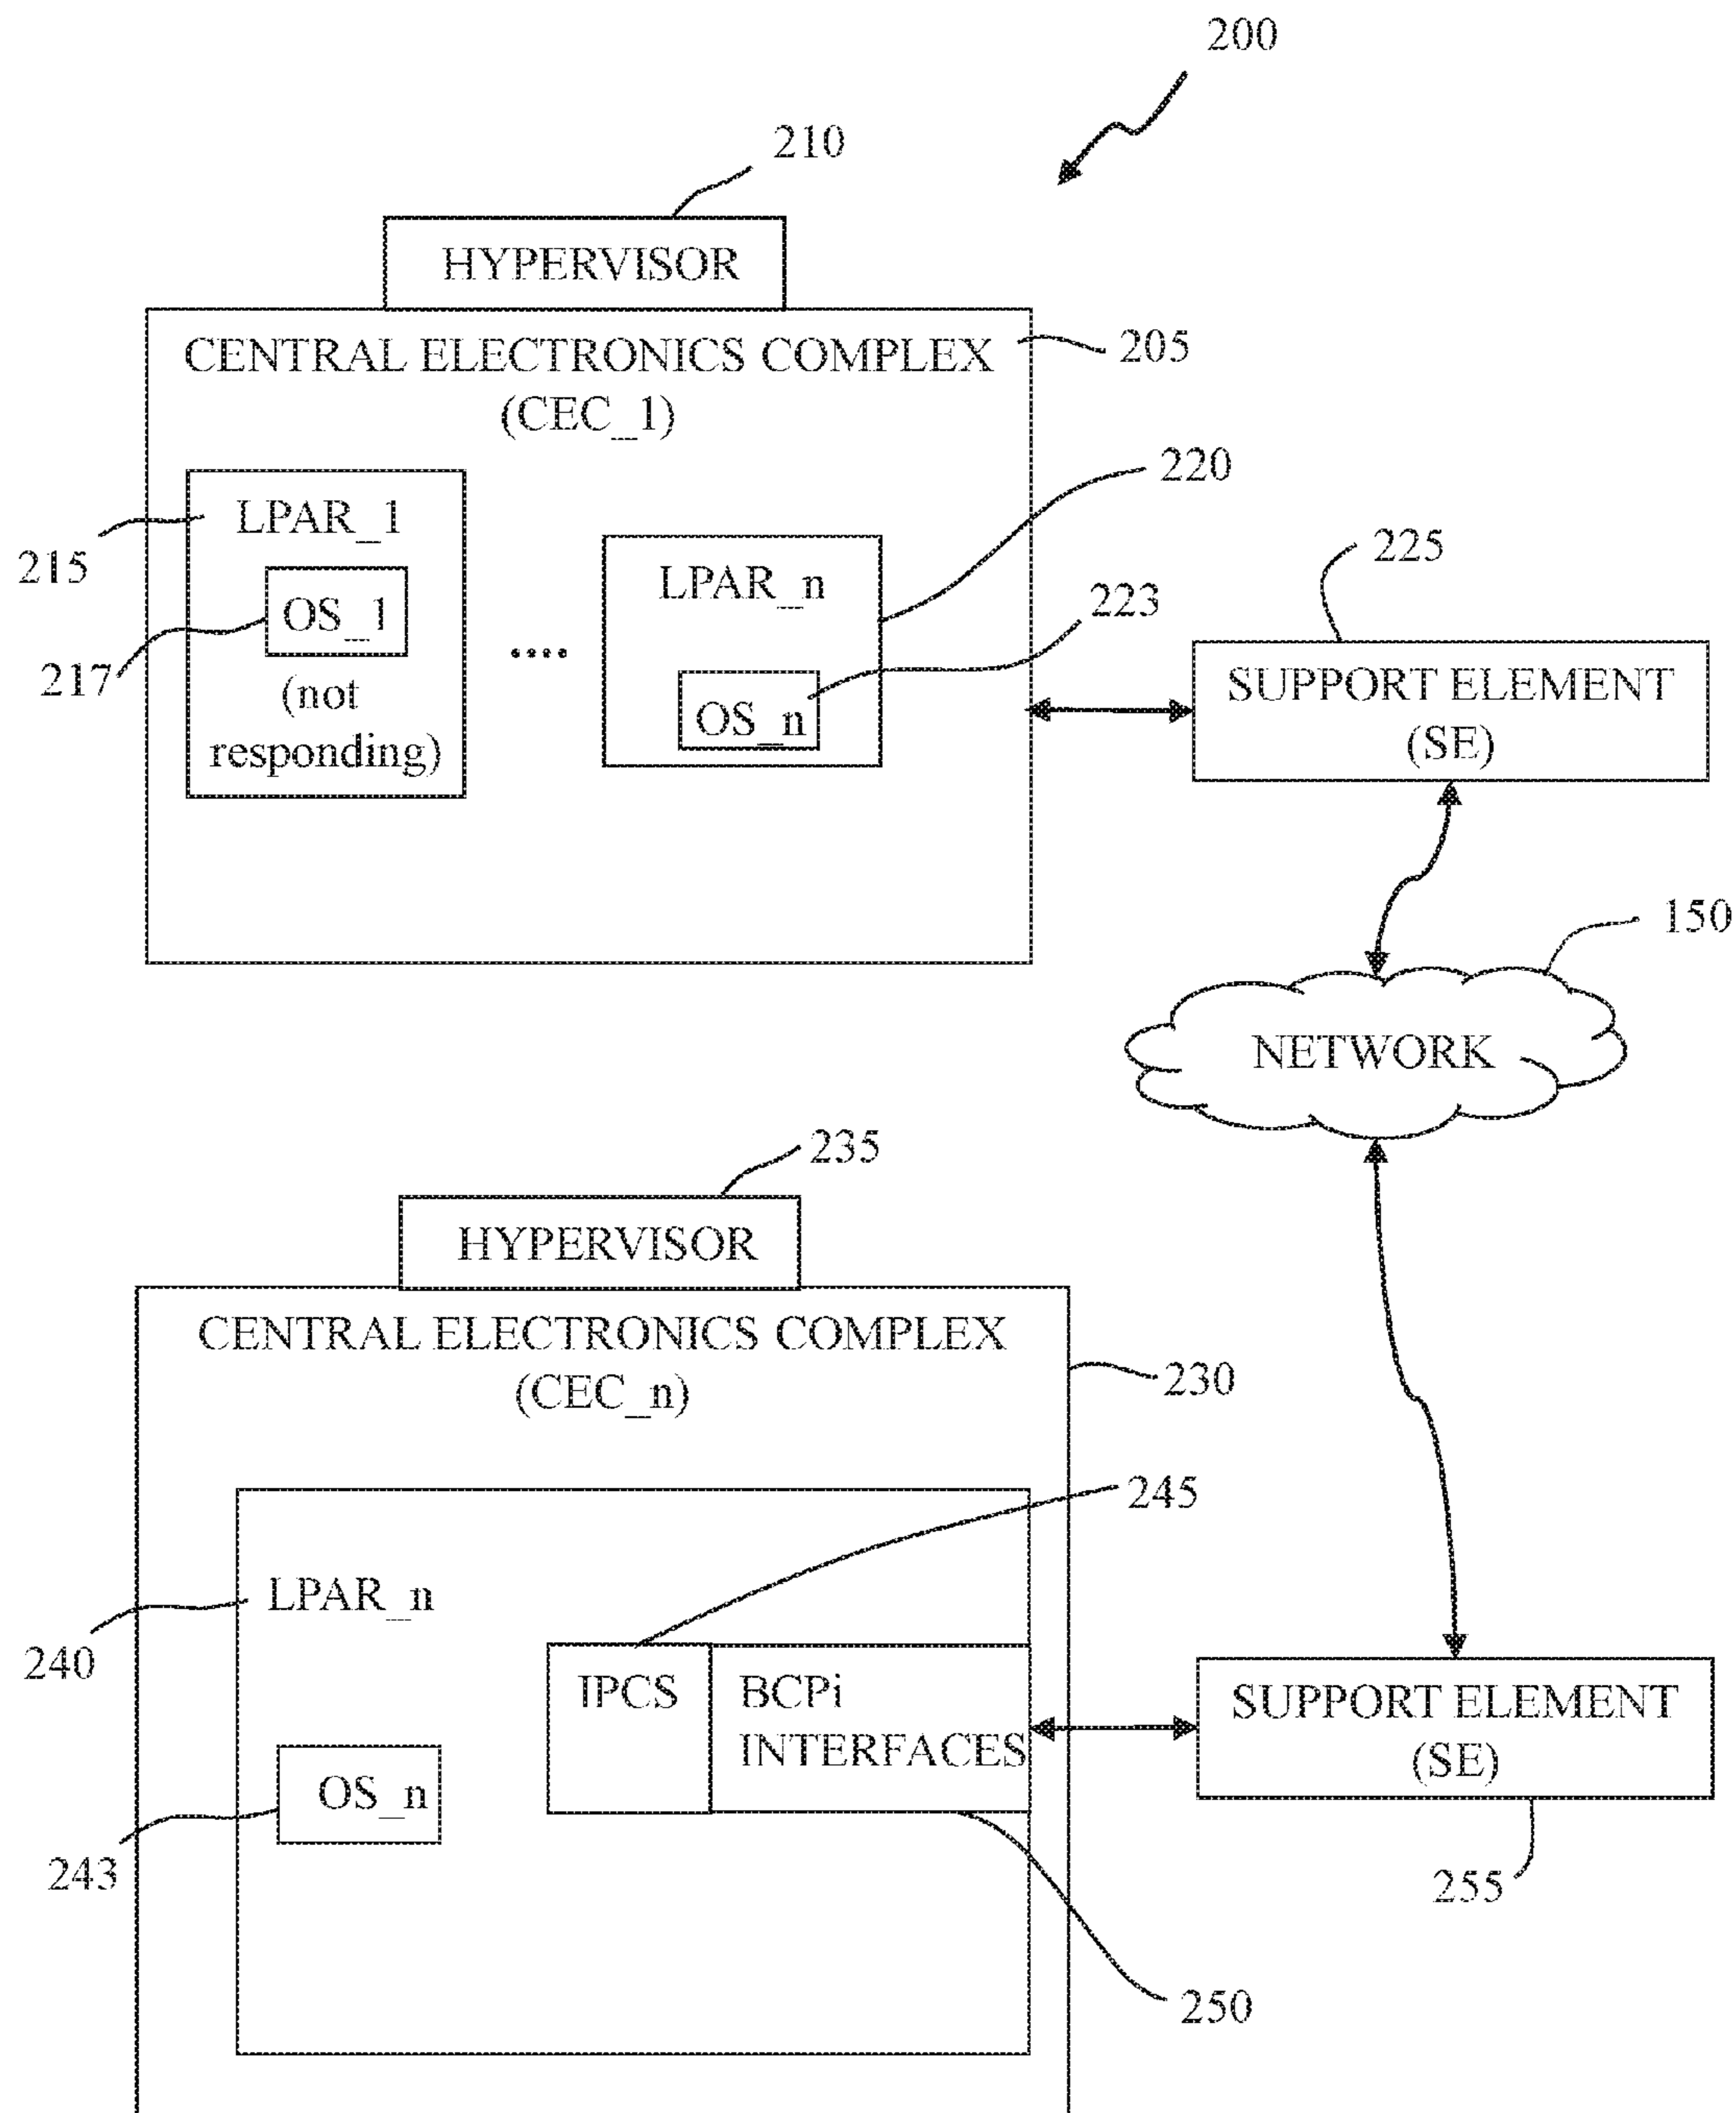 200
210
HYPERVISOR
CENTRAL ELECTRONICS COMPLEX
(CEC_1)
205
220
LPAR_1
215
225
LPAR_n
223
OS_1
217
(not
responding)
....
OS_n
SUPPORT ELEMENT
(SE)
150
NETWORK
235
HYPERVISOR
CENTRAL ELECTRONICS COMPLEX
(CEC_n)
230
245
LPAR_n
240
IPCS
BCPi
INTERFACES
SUPPORT ELEMENT
(SE)
OS_n
243
255
250